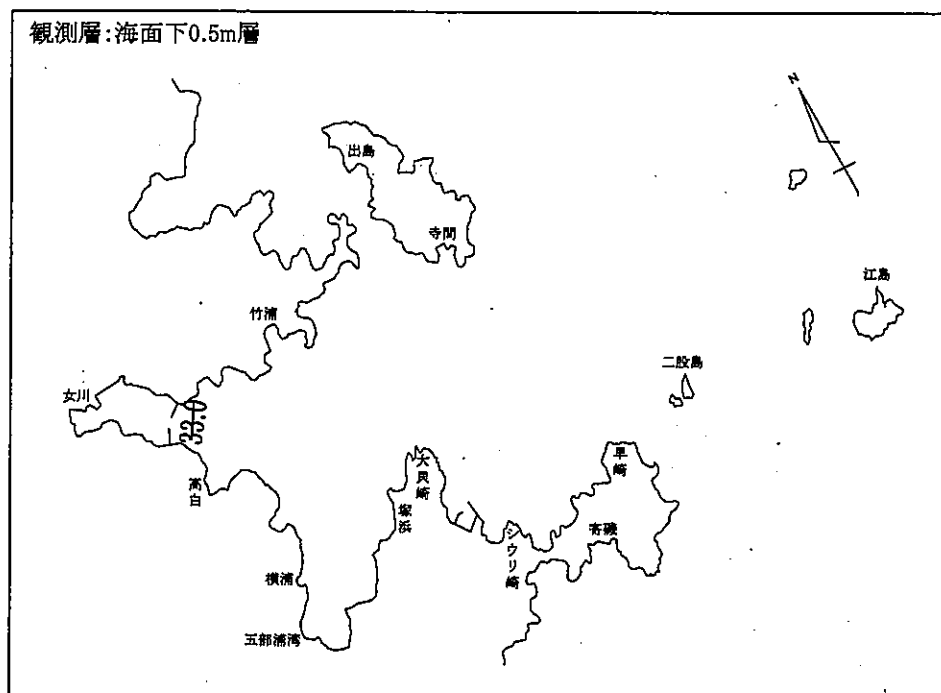 観測層:海面下0.5m層
N
出島
寺間
江島
竹浦
二股島
女川
33.0
高白
大貝崎
塚浜
早崎
寄磯
シウリ崎
横浦
五部浦湾